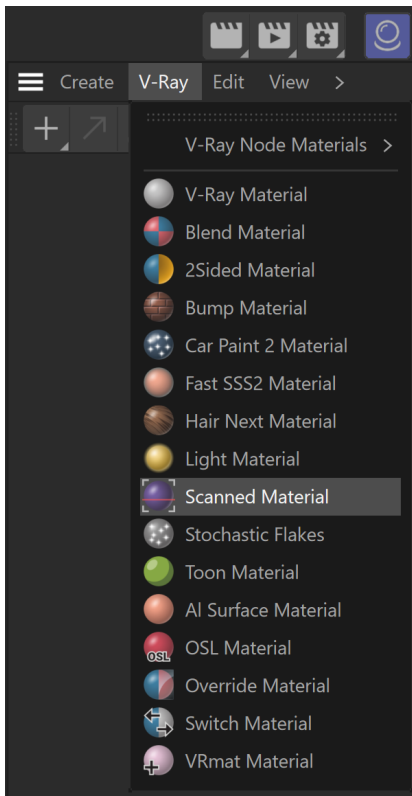 Create V-Ray Edit View >
V-Ray Node Materials >
V-Ray Material
Blend Material
2Sided Material
Bump Material
Car Paint 2 Material
Fast SSS2 Material
Hair Next Material
Light Material
Scanned Material
Stochastic Flakes
Toon Material
Al Surface Material
OSL OSL Material
Override Material
Switch Material
VRmat Material